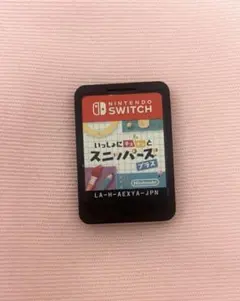 NINTENDO
SWITCH
いっしょにチョキッと
スニッパーズ
プラス
Nintendo
LA-H-AEXYA-JPN